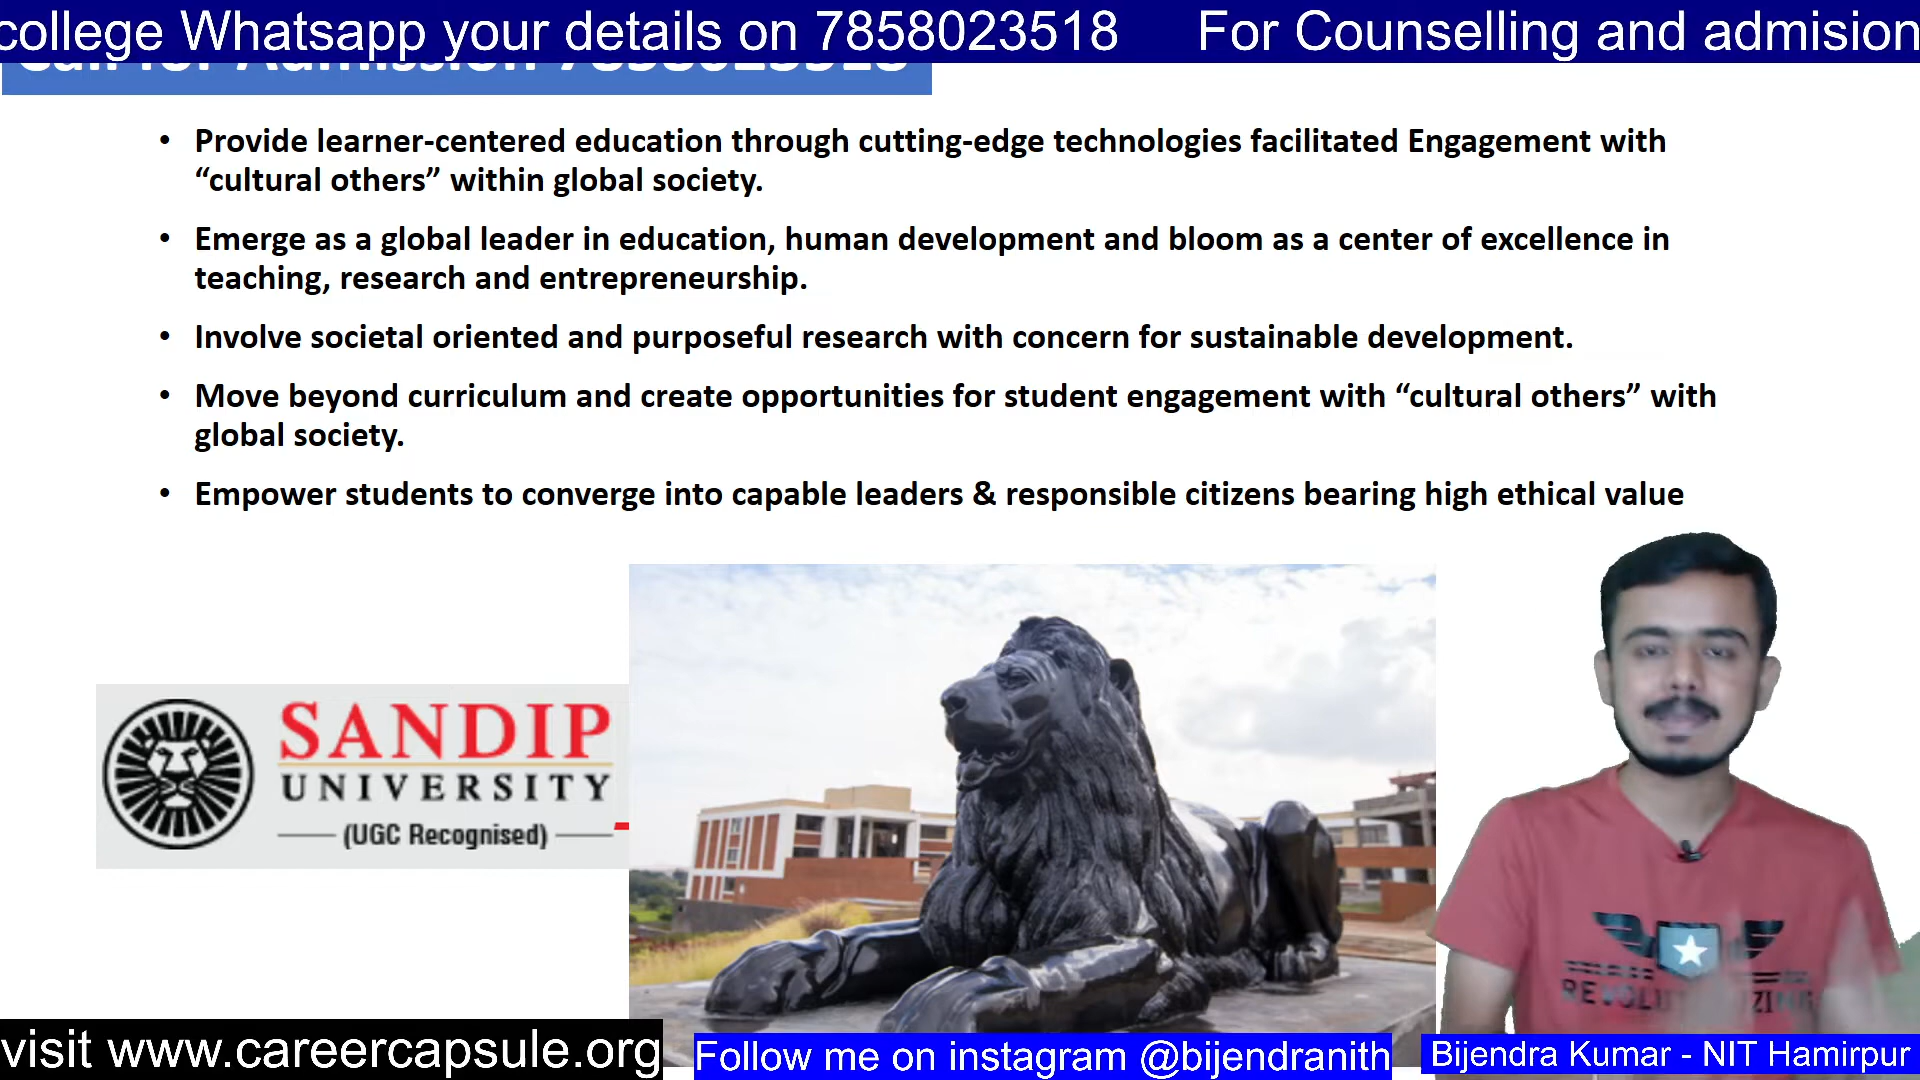 college Whatsapp your details on 7858023518 For Counselling and admision
Call for Admission 7858023518
• Provide learner-centered education through cutting-edge technologies facilitated Engagement with
“cultural others” within global society.
• Emerge as a global leader in education, human development and bloom as a center of excellence in
teaching, research and entrepreneurship.
• Involve societal oriented and purposeful research with concern for sustainable development.
• Move beyond curriculum and create opportunities for student engagement with “cultural others” with
global society.
• Empower students to converge into capable leaders & responsible citizens bearing high ethical value
SANDIP
UNIVERSITY
(UGC Recognised)
visit www.careercapsule.org
Follow me on instagram @bijendranith
Bijendra Kumar - NIT Hamirpur